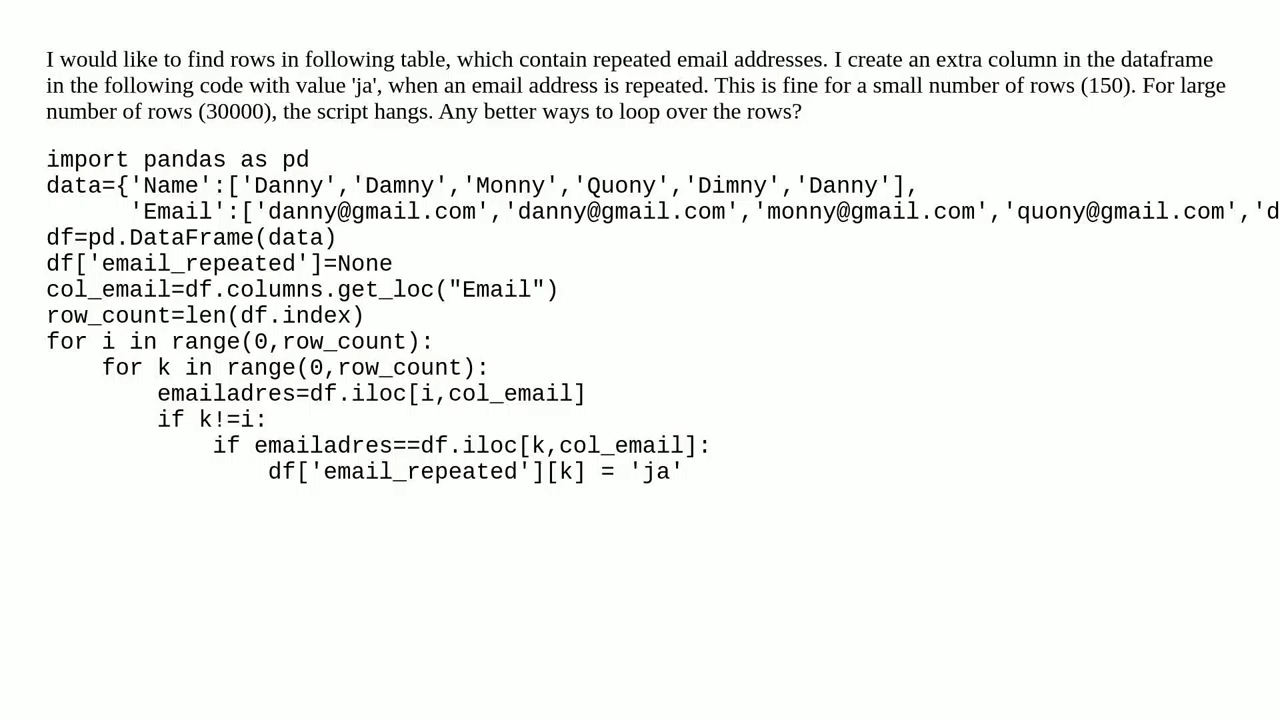 I would like to find rows in following table, which contain repeated email addresses. I create an extra column in the dataframe
in the following code with value 'ja', when an email address is repeated. This is fine for a small number of rows (150). For large
number of rows (30000), the script hangs. Any better ways to loop over the rows?
import pandas as pd
data={'Name':['Danny','Damny','Monny','Quony','Dimny','Danny'],
      'Email':['danny@gmail.com','danny@gmail.com','monny@gmail.com','quony@gmail.com','d
df=pd.DataFrame(data)
df['email_repeated']=None
col_email=df.columns.get_loc("Email")
row_count=len(df.index)
for i in range(0,row_count):
    for k in range(0,row_count):
        emailadres=df.iloc[i,col_email]
        if k!=i:
            if emailadres==df.iloc[k,col_email]:
                df['email_repeated'][k] = 'ja'